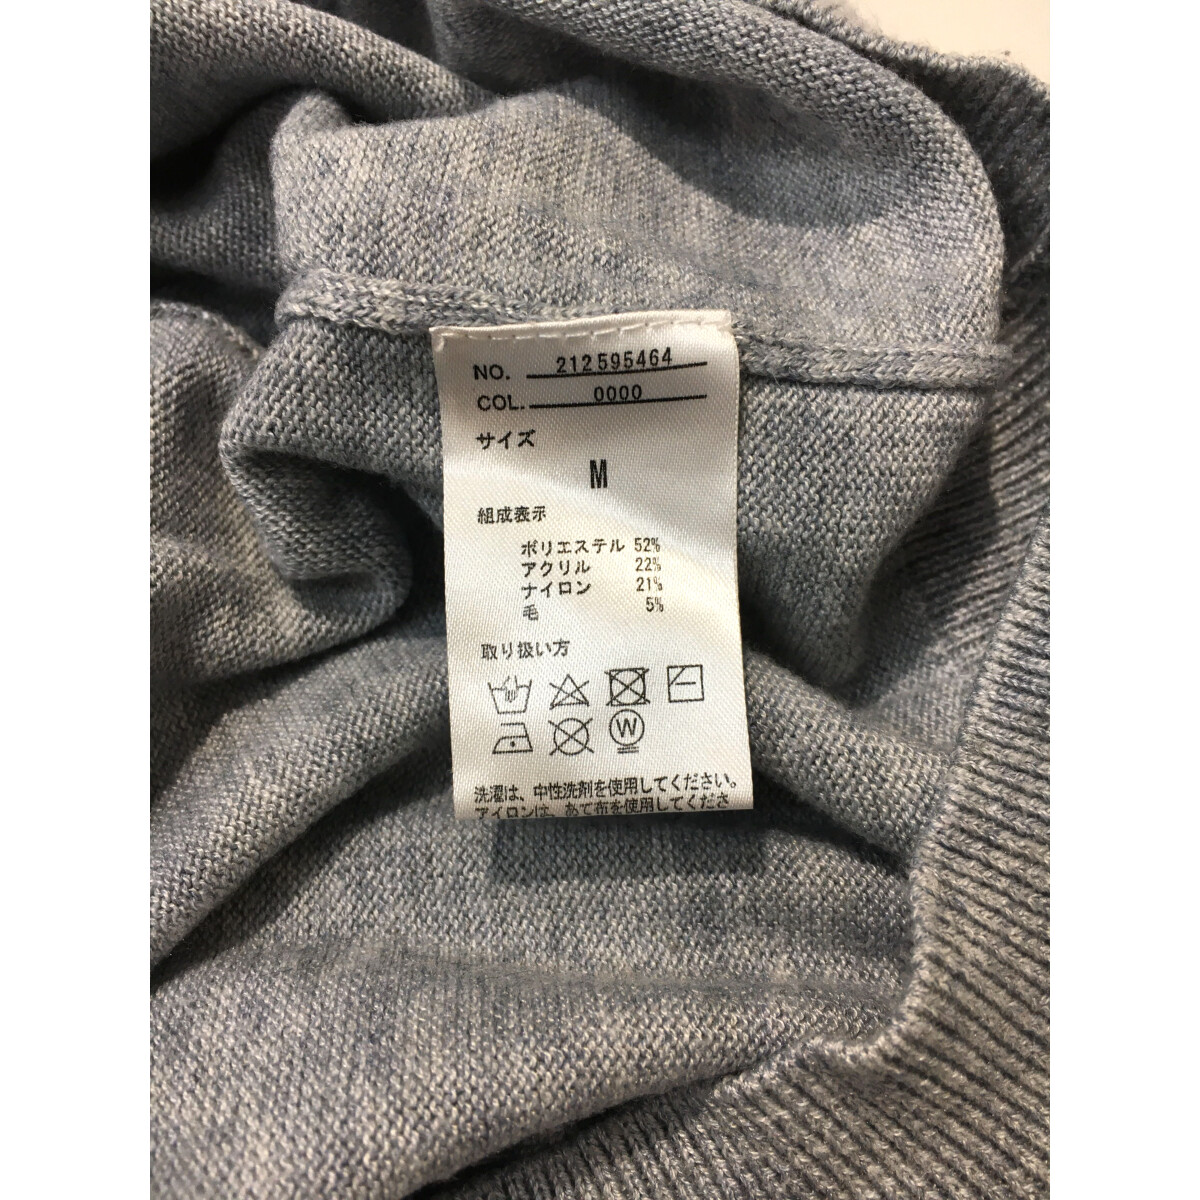 NO. 212595464
COL. 0000
サイズ
M
組成表示
ポリエステル 52%
アクリル 22%
ナイロン 21%
毛 5%
取り扱い方
W
洗濯は、中性洗剤を使用してください。
アイロンは、あて布を使用してくださ